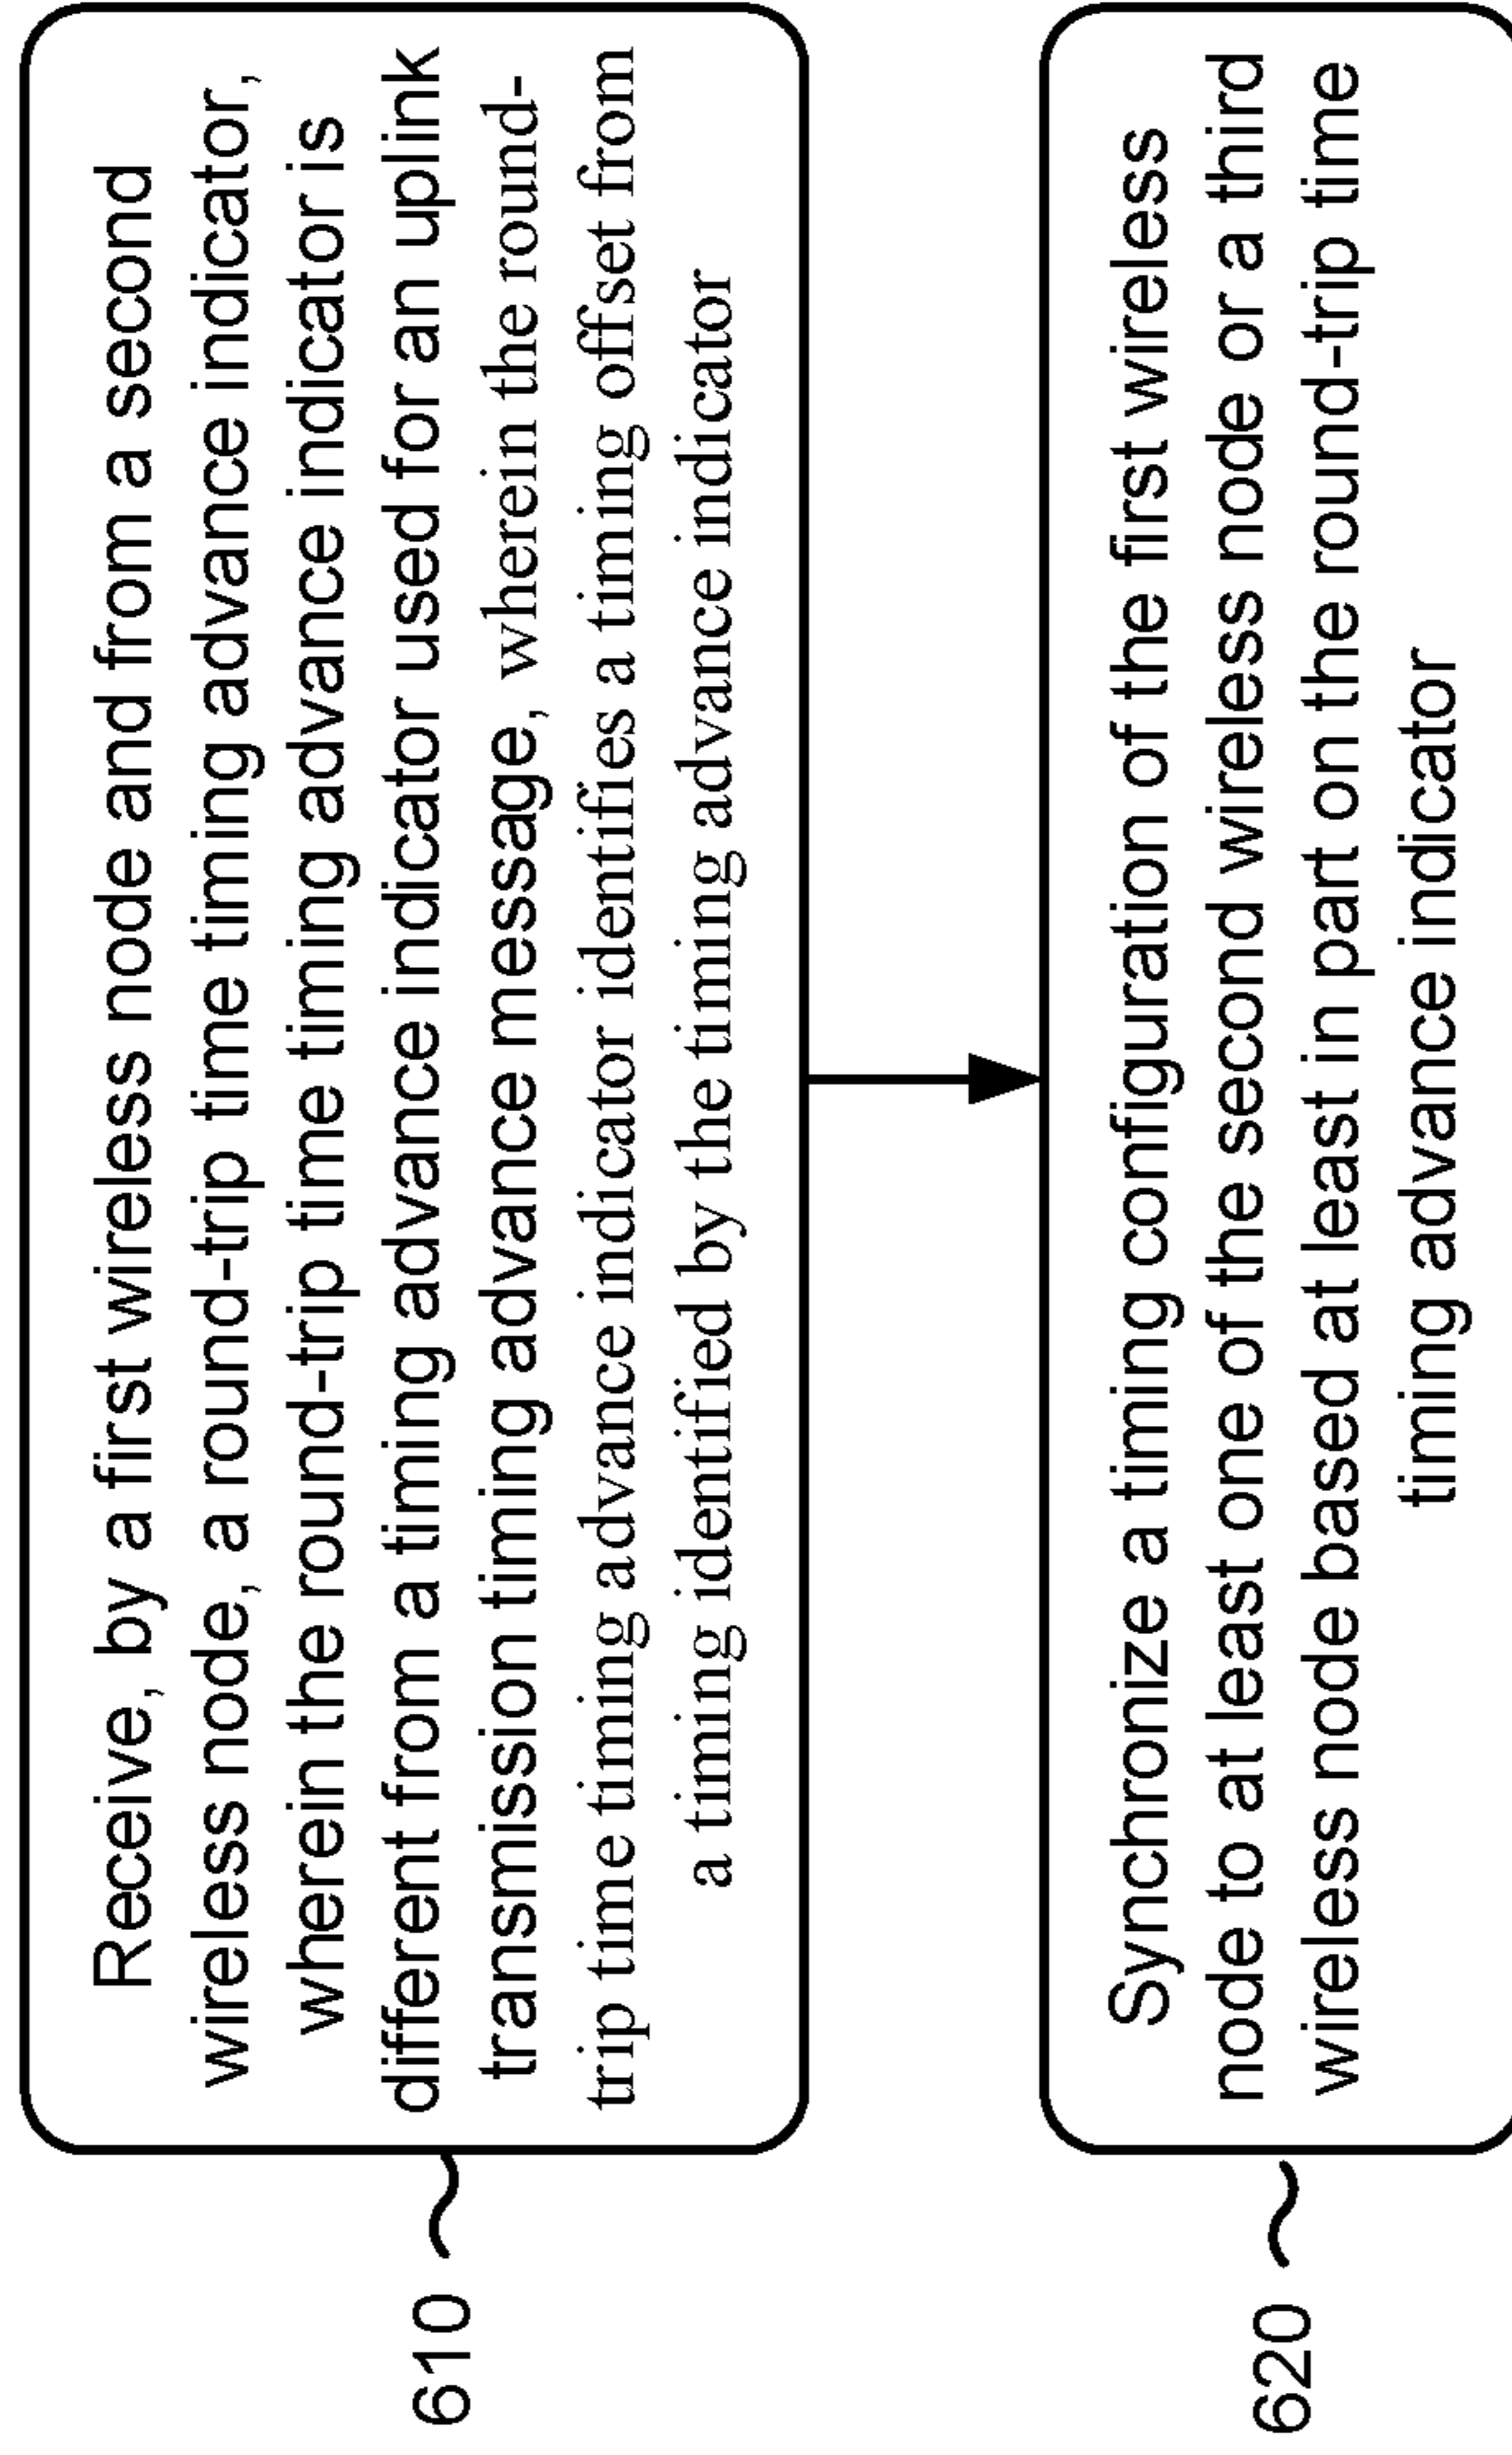 610
Receive, by a first wireless node and from a second
wireless node, a round-trip time timing advance indicator,
wherein the round-trip time timing advance indicator is
different from a timing advance indicator used for an uplink
transmission timing advance message, wherein the round-
trip time timing advance indicator identifies a timing offset from
a timing identified by the timing advance indicator
620
Synchronize a timing configuration of the first wireless
node to at least one of the second wireless node or a third
wireless node based at least in part on the round-trip time
timing advance indicator